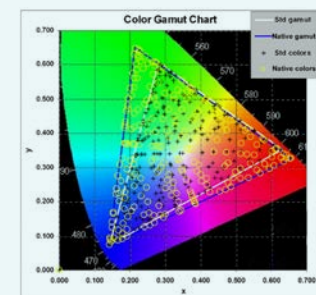 Color Gamut Chart
Std gamut
Native gamut
Std colors
Native colors
560
570
580
590
600
61
y
0.700
0.600
0.500
0.400
0.300
0.200
0.100
0.000
90
480
470
0.000 0.100 0.200 0.300 0.400 0.500 0.600 0.700
x